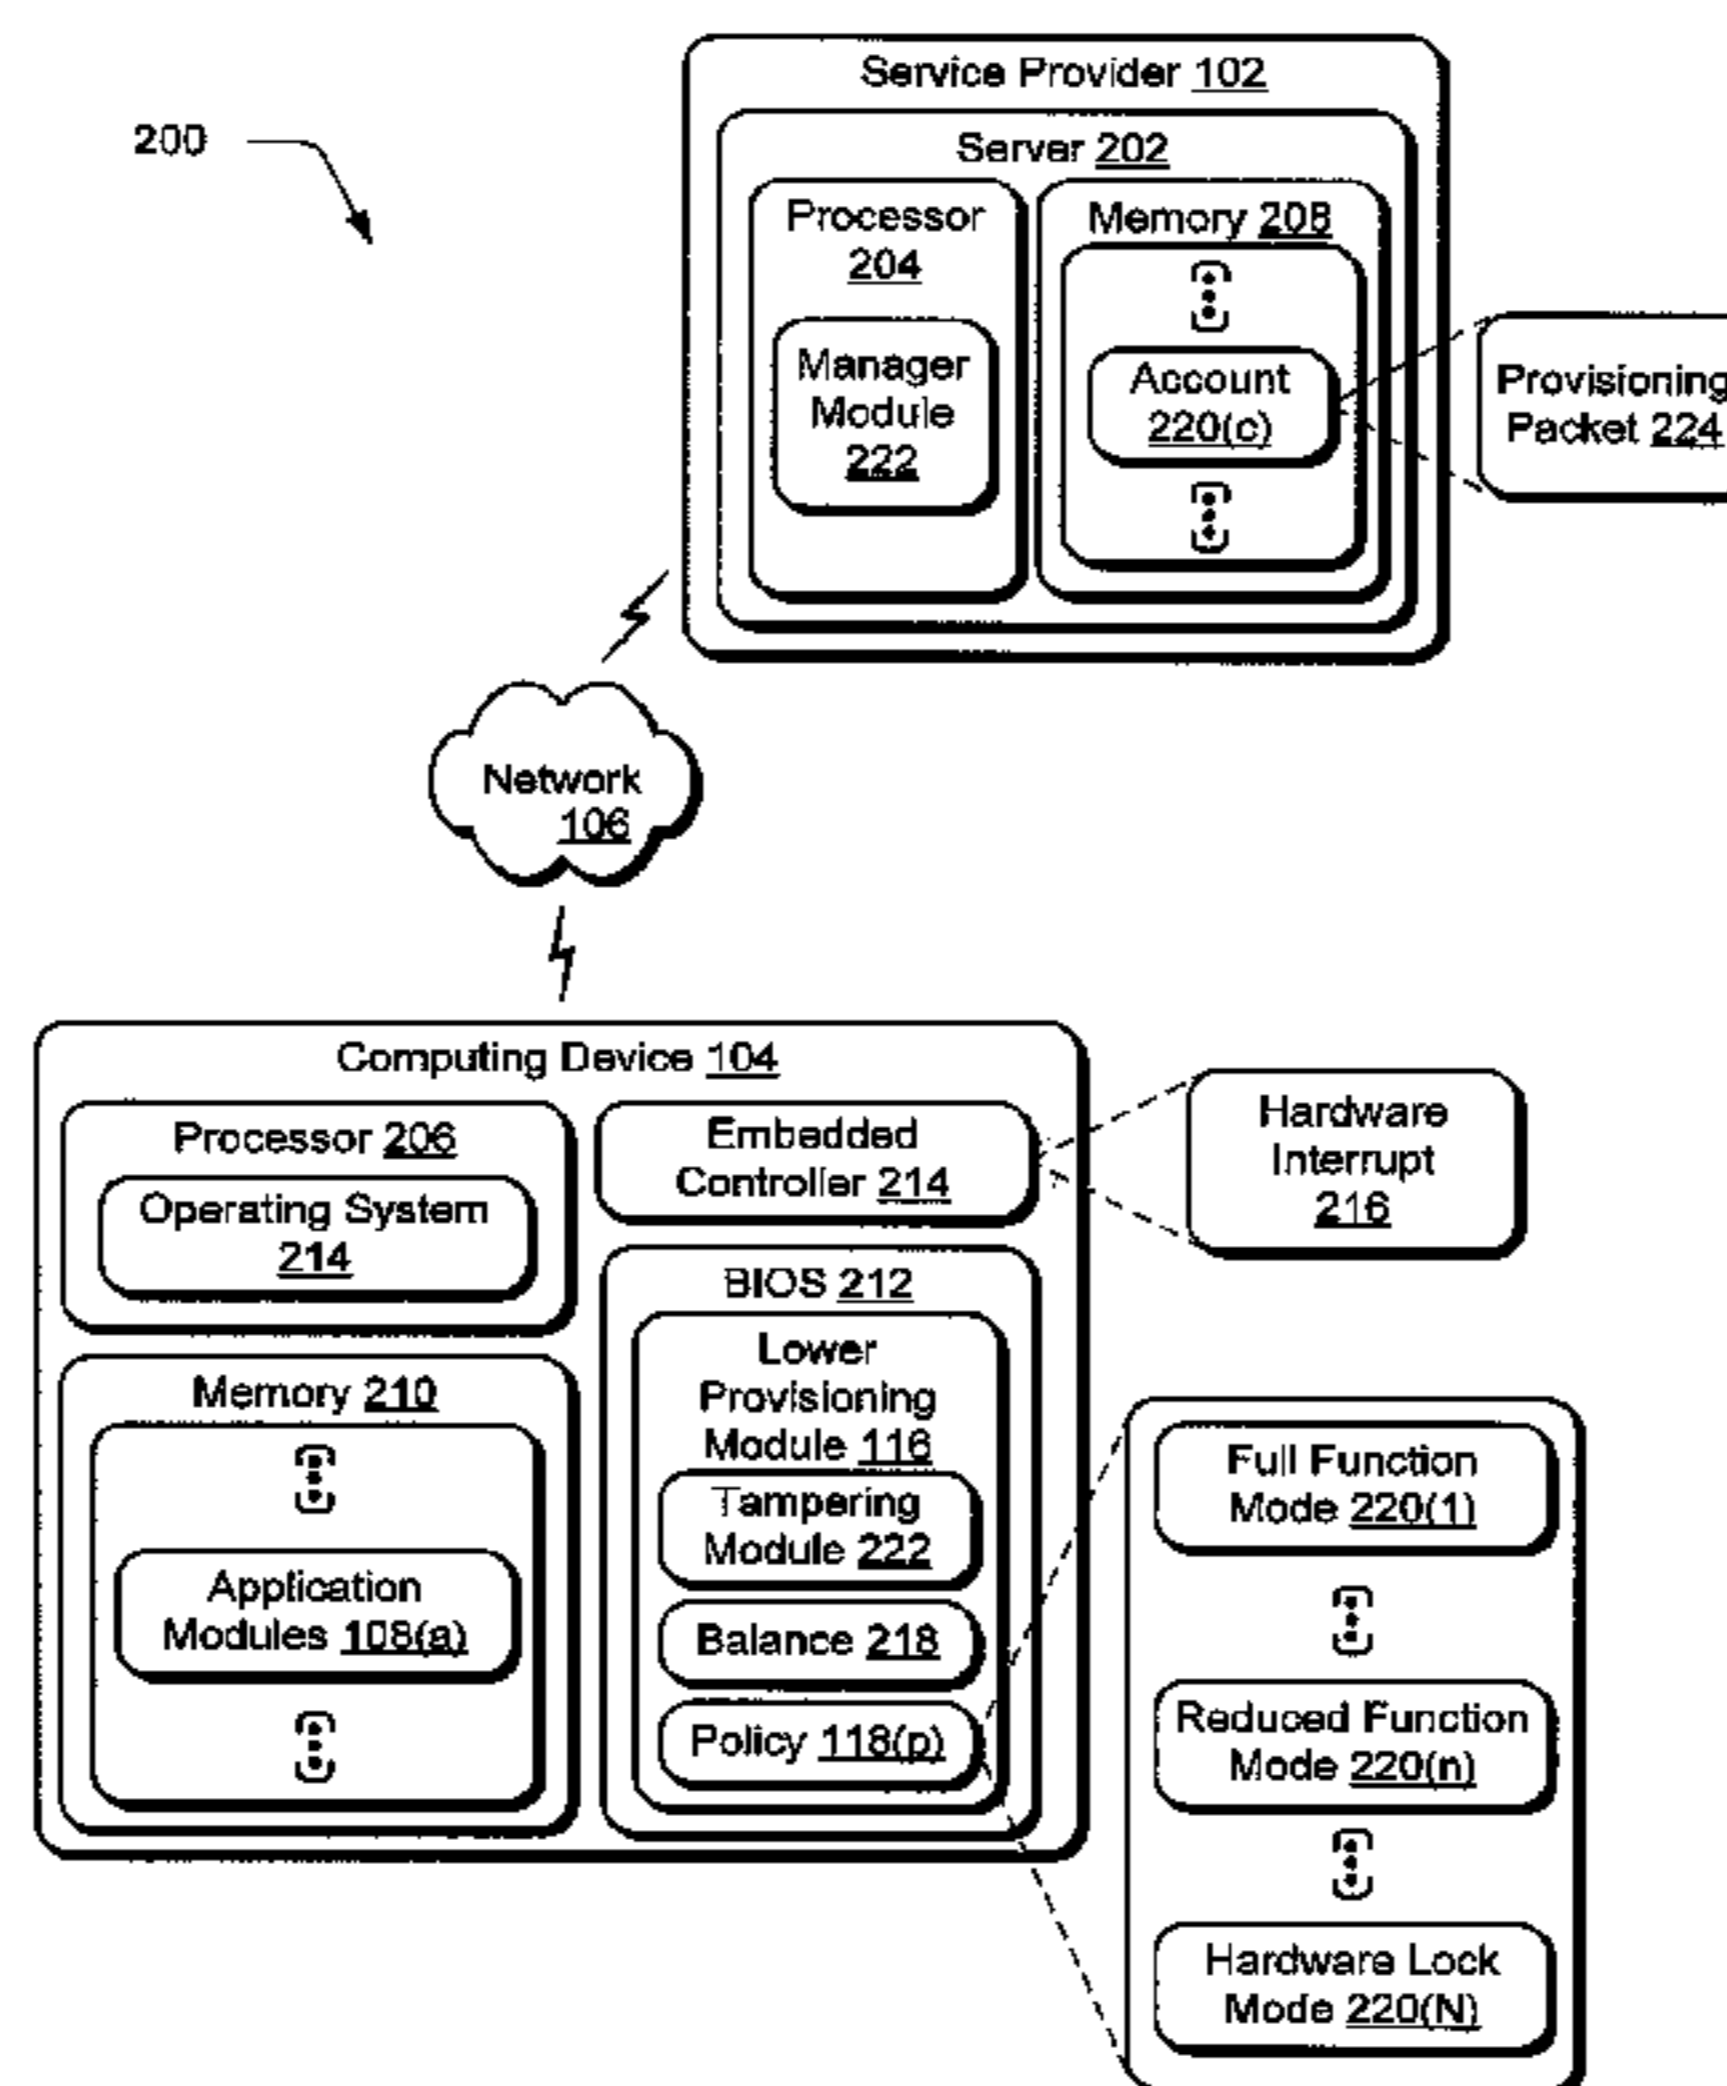 200
Service Provider 102
Server 202
Processor
204
Manager
Module
222
Memory 208
Account
220(c)
Provisioning
Packet 224
Network
106
Computing Device 104
Processor 206
Operating System
214
Embedded
Controller 214
Hardware
Interrupt
216
Memory 210
Application
Modules 108(a)
BIOS 212
Lower
Provisioning
Module 116
Tampering
Module 222
Balance 218
Policy 118(p)
Full Function
Mode 220(1)
Reduced Function
Mode 220(n)
Hardware Lock
Mode 220(N)